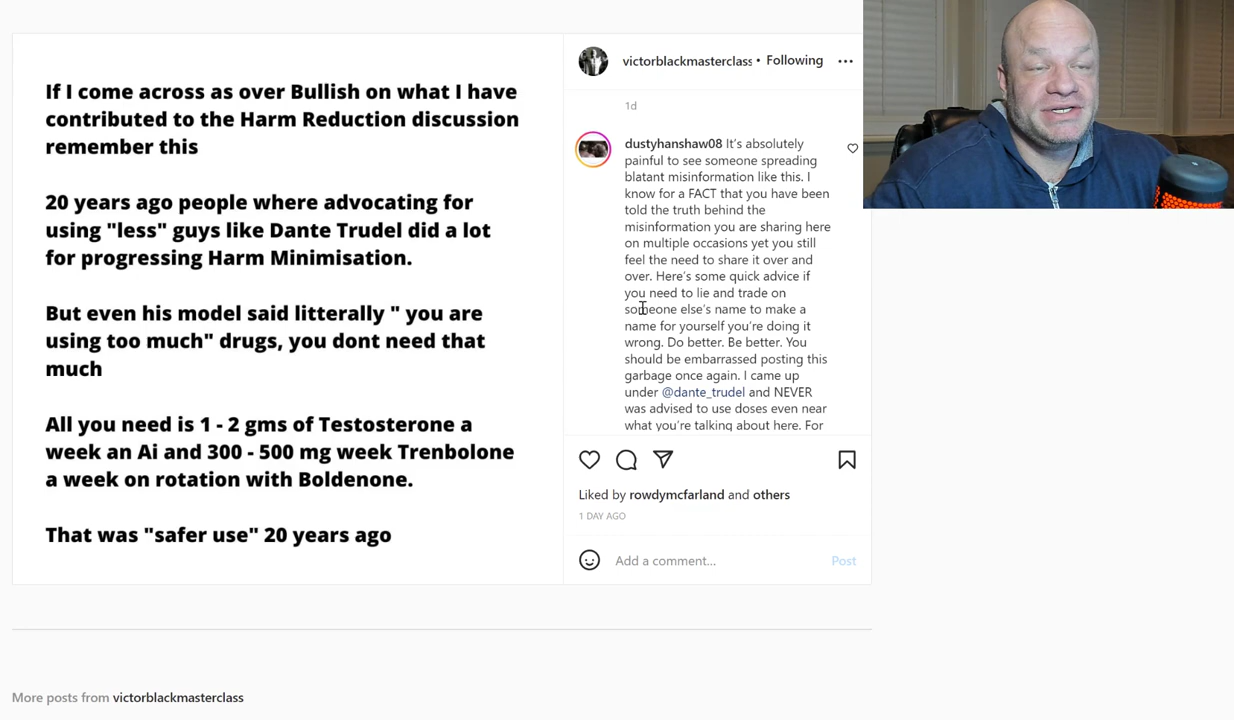 If I come across as over Bullish on what I have
contributed to the Harm Reduction discussion
remember this
20 years ago people where advocating for
using "less" guys like Dante Trudel did a lot
for progressing Harm Minimisation.
But even his model said litterally " you are
using too much" drugs, you dont need that
much
All you need is 1 - 2 gms of Testosterone a
week an Ai and 300 - 500 mg week Trenbolone
a week on rotation with Boldenone.
That was "safer use" 20 years ago
victorblackmasterclass • Following
1d
dustyhanshaw08 It's absolutely
painful to see someone spreading
blatant misinformation like this. I
know for a FACT that you have been
told the truth behind the
misinformation you are sharing here
on multiple occasions yet you still
feel the need to share it over and
over. Here's some quick advice if
you need to lie and trade on
someone else's name to make a
name for yourself you're doing it
wrong. Do better. Be better. You
should be embarrassed posting this
garbage once again. I came up
under @dante_trudel and NEVER
was advised to use doses even near
what you're talking about here. For
Liked by rowdymcfarland and others
1 DAY AGO
Add a comment... Post
More posts from victorblackmasterclass